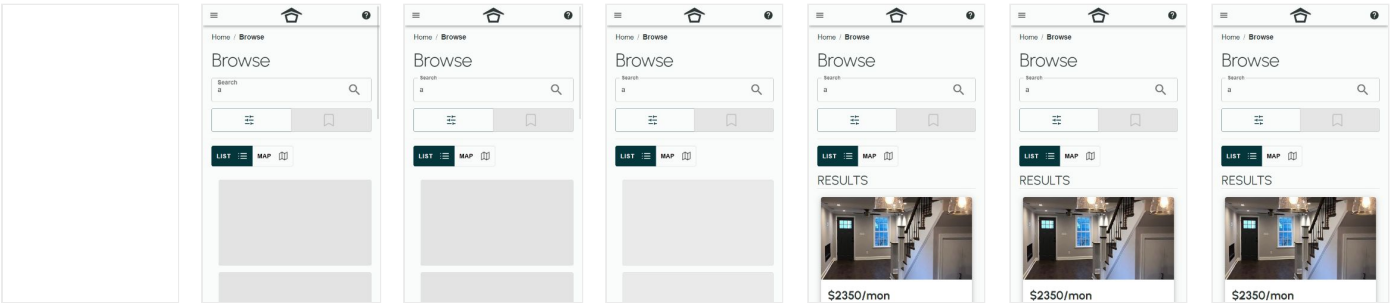 Home / Browse
Browse
Search
a
LIST
MAP
Home / Browse
Browse
Search
a
LIST
MAP
Home / Browse
Browse
Search
a
LIST
MAP
Home / Browse
Browse
Search
a
LIST
MAP
RESULTS
$2350/mon
Home / Browse
Browse
Search
a
LIST
MAP
RESULTS
$2350/mon
Home / Browse
Browse
Search
a
LIST
MAP
RESULTS
$2350/mon